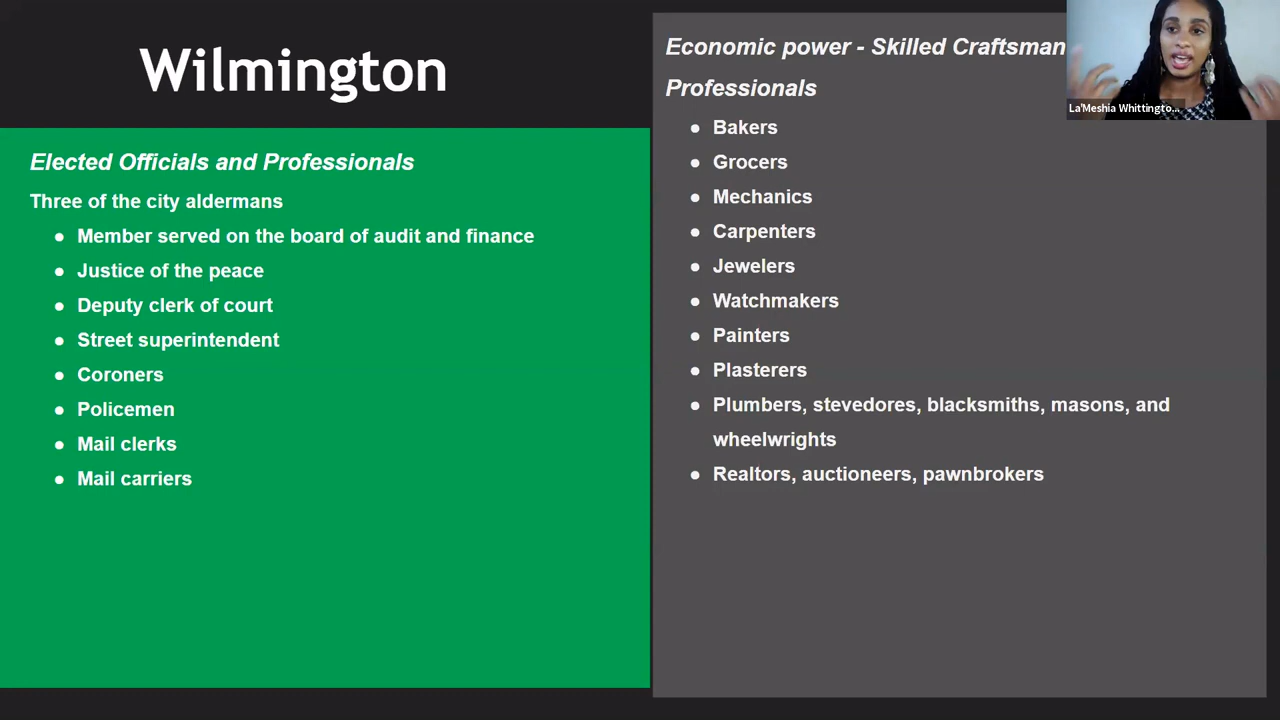 Wilmington
Elected Officials and Professionals
Three of the city aldermans
● Member served on the board of audit and finance
● Justice of the peace
● Deputy clerk of court
● Street superintendent
● Coroners
● Policemen
● Mail clerks
● Mail carriers
Economic power - Skilled Craftsman
Professionals
● Bakers
● Grocers
● Mechanics
● Carpenters
● Jewelers
● Watchmakers
● Painters
● Plasterers
● Plumbers, stevedores, blacksmiths, masons, and
wheelwrights
● Realtors, auctioneers, pawnbrokers
La'Meshia Whittingto...